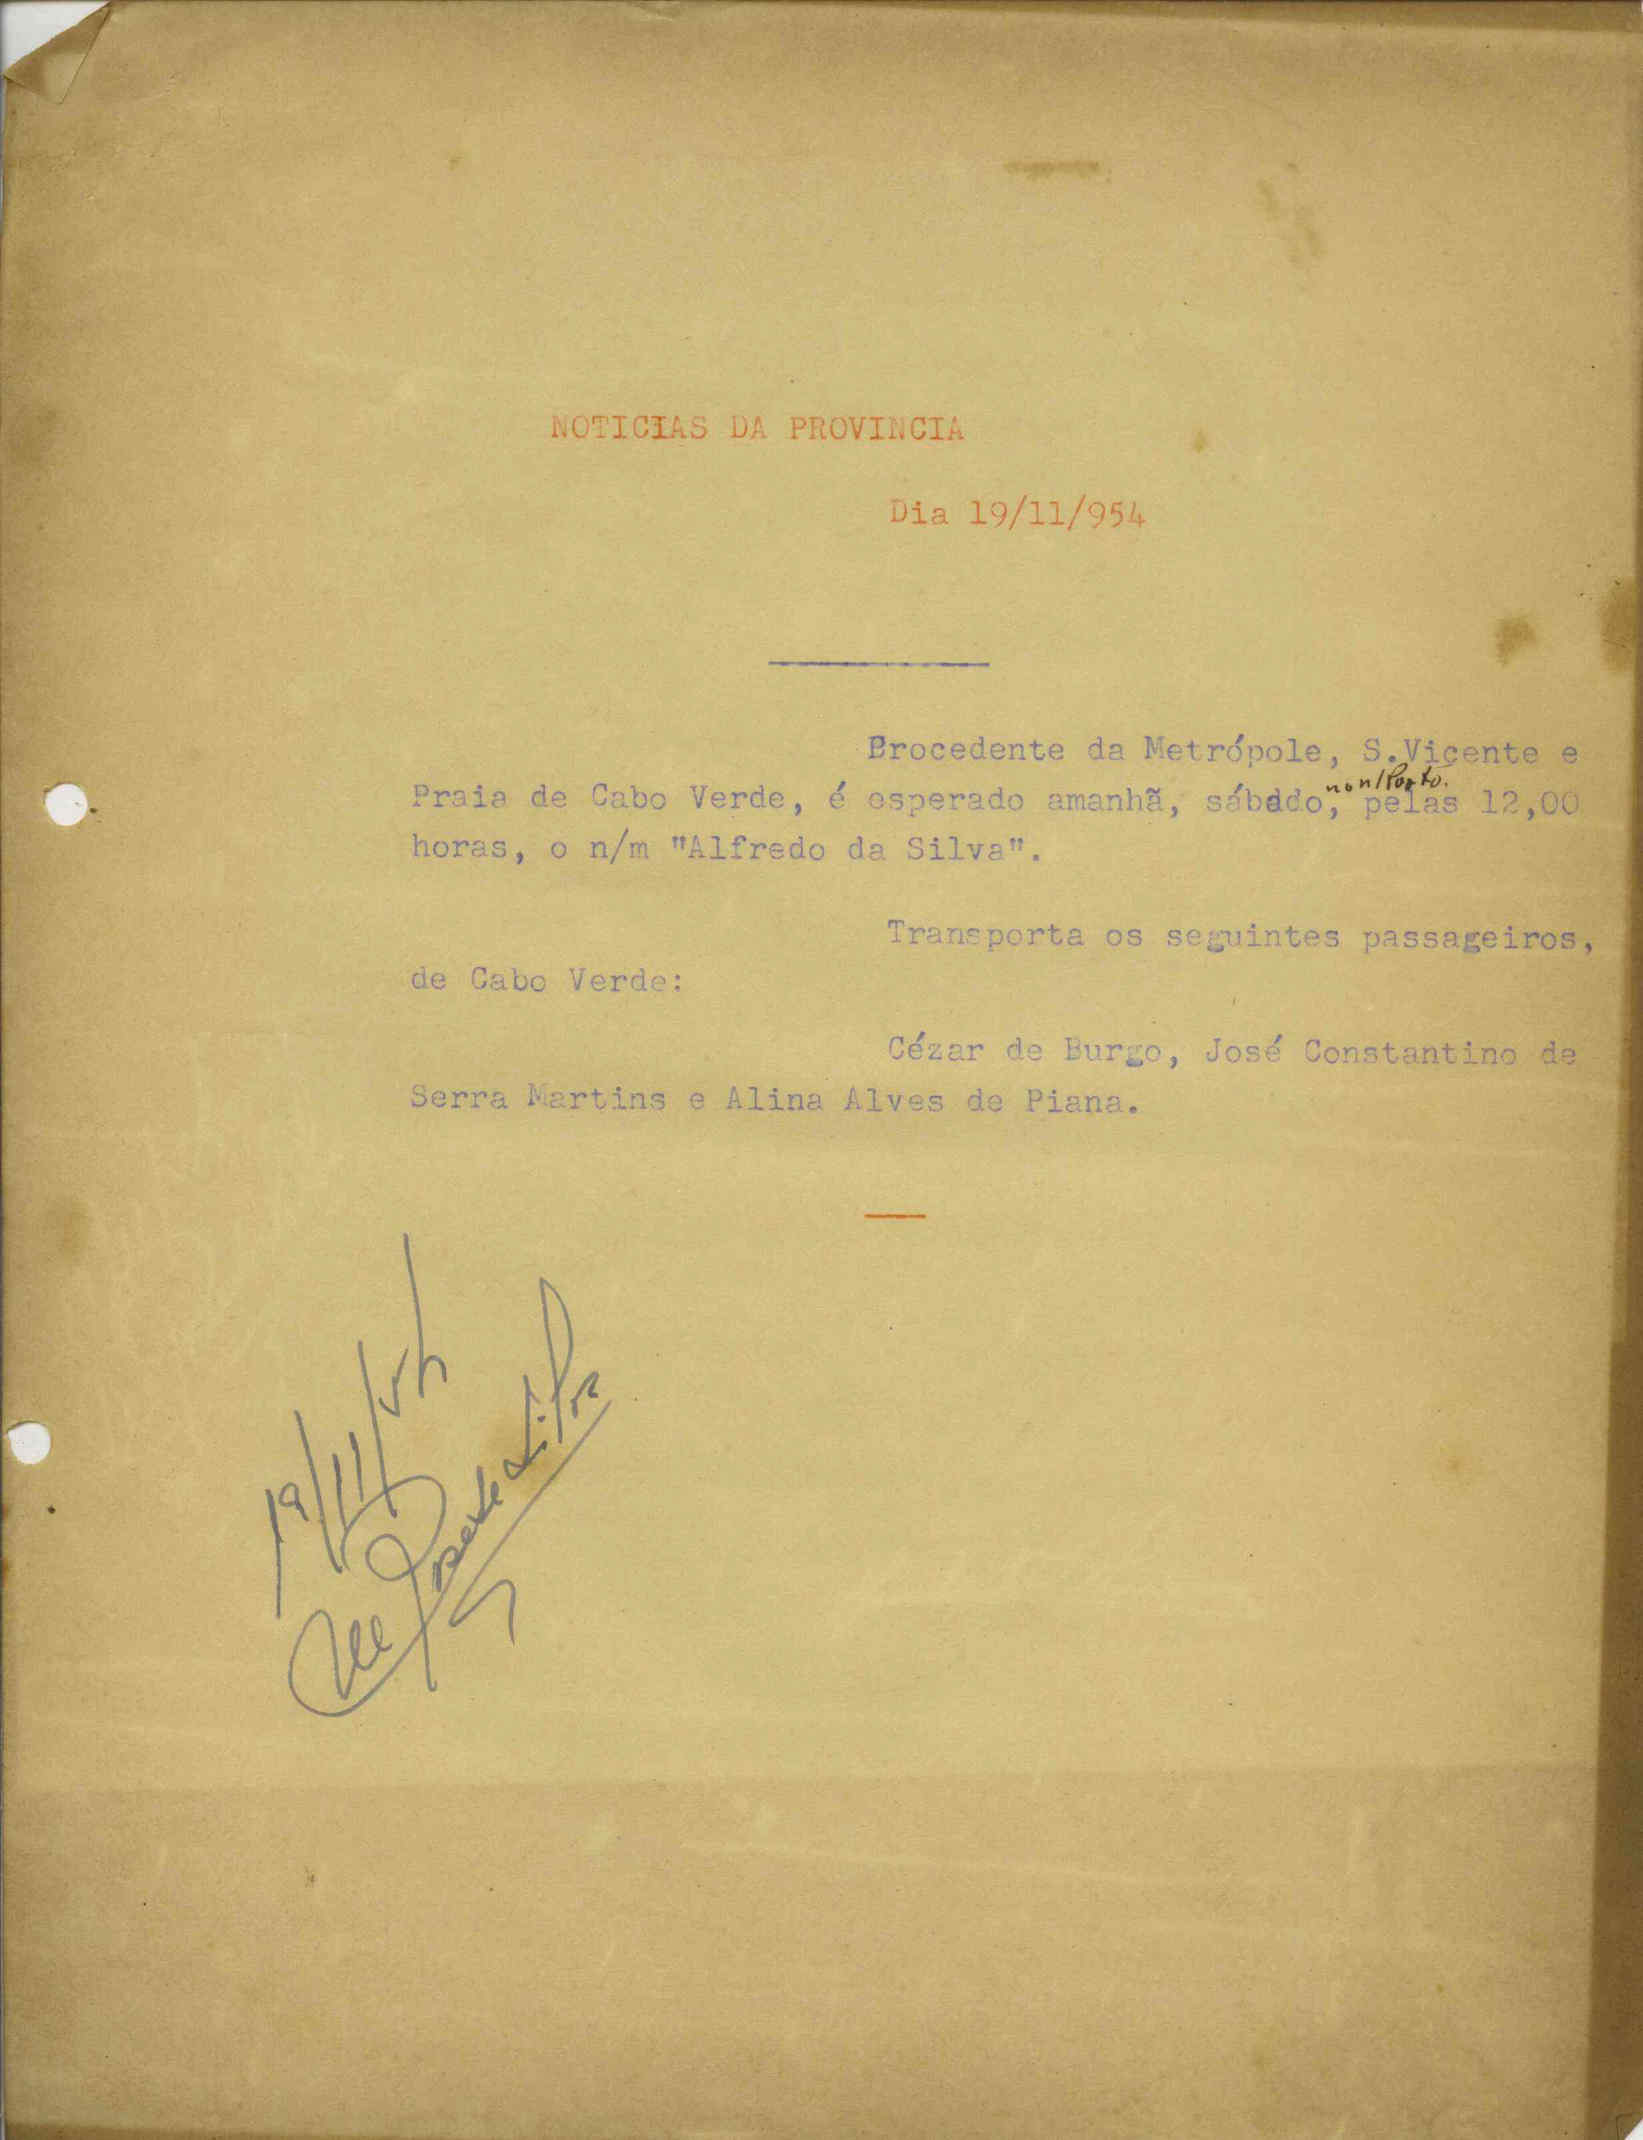 NOTICIAS DA PROVINCIA
Dia 19/11/954
Procedente da Metrópole, S.Vicente e
no n/Porto.
Praia de Cabo Verde, é esperado amanhã, sábado, pelas 12,00
horas, o n/m "Alfredo da Silva".
Transporta os seguintes passageiros,
de Cabo Verde:
Cézar de Burgo, José Constantino de
Serra Martins e Alina Alves de Piana.
19/11/54